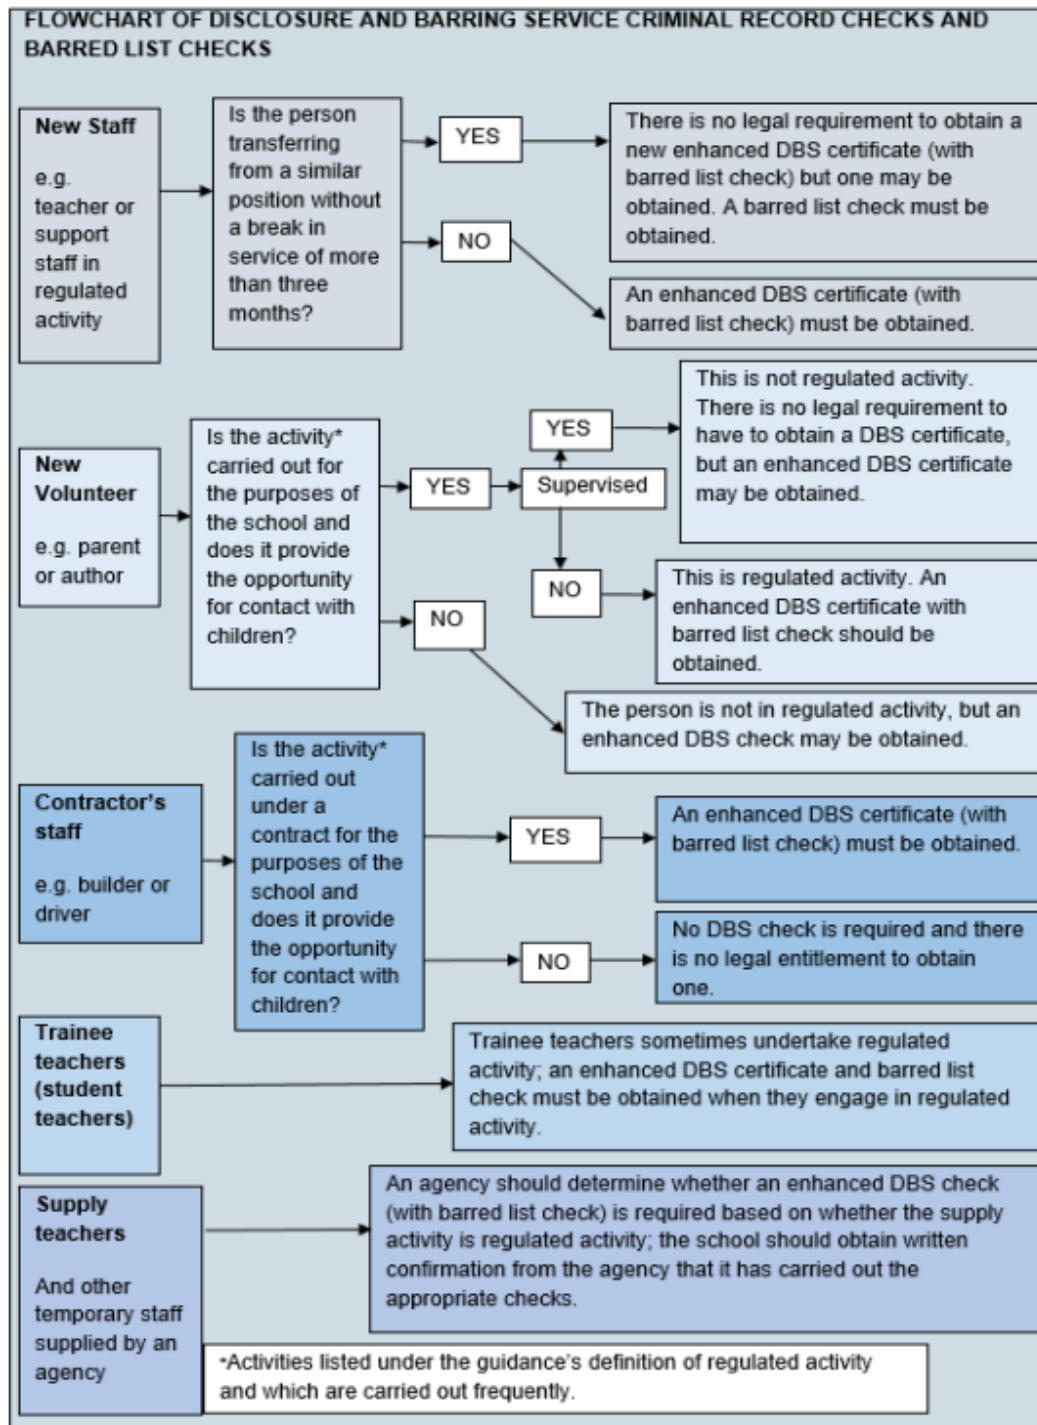 FLOWCHART OF DISCLOSURE AND BARRING SERVICE CRIMINAL RECORD CHECKS AND
BARRED LIST CHECKS
New Staff
e.g.
teacher or
support
staff in
regulated
activity
Is the person
transferring
from a similar
position without
a break in
service of more
than three
months?
YES
There is no legal requirement to obtain a
new enhanced DBS certificate (with
barred list check) but one may be
obtained. A barred list check must be
obtained.
NO
An enhanced DBS certificate (with
barred list check) must be obtained.
New
Volunteer
e.g. parent
or author
Is the activity*
carried out for
the purposes of
the school and
does it provide
the opportunity
for contact with
children?
YES
Supervised
YES
This is not regulated activity.
There is no legal requirement to
have to obtain a DBS certificate,
but an enhanced DBS certificate
may be obtained.
NO
This is regulated activity. An
enhanced DBS certificate with
barred list check should be
obtained.
NO
The person is not in regulated activity, but an
enhanced DBS check may be obtained.
Contractor's
staff
e.g. builder or
driver
Is the activity*
carried out
under a
contract for the
purposes of the
school and
does it provide
the opportunity
for contact with
children?
YES
An enhanced DBS certificate (with
barred list check) must be obtained.
NO
No DBS check is required and there
is no legal entitlement to obtain
one.
Trainee
teachers
(student
teachers)
Trainee teachers sometimes undertake regulated
activity; an enhanced DBS certificate and barred list
check must be obtained when they engage in regulated
activity.
Supply
teachers
And other
temporary staff
supplied by an
agency
An agency should determine whether an enhanced DBS check
(with barred list check) is required based on whether the supply
activity is regulated activity; the school should obtain written
confirmation from the agency that it has carried out the
appropriate checks.
*Activities listed under the guidance's definition of regulated activity
and which are carried out frequently.